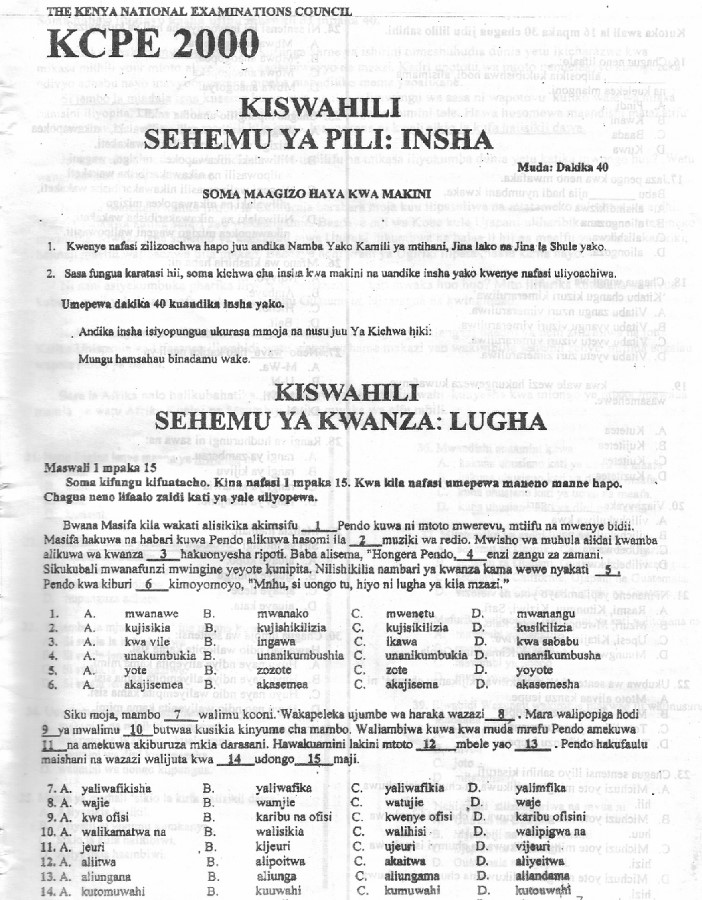 THE KENYA NATIONAL EXAMINATIONS COUNCIL
KCPE 2000
KISWAHILI
SEHEMU YA PILI: INSHA
Muda: Dakika 40
SOMA MAAGIZO HAYA KWA MAKINI
1. Kwenye nafasi zilizoachwa hapo juu andika Namba Yako Kamili ya mtihani, Jina lako na Jina la Shule yako.
2. Sasa fungua karatasi hii, soma kichwa cha insha kwa makini na uandike insha yako kwenye nafasi uliyoachiwa.
Umepewa dakika 40 kuandika insha yako.
Andika insha isiyopungua ukurasa mmoja na nusu juu Ya Kichwa hiki:
Mungu hamsahau binadamu wake.
KISWAHILI
SEHEMU YA KWANZA: LUGHA
Maswali 1 mpaka 15
Soma kifungu kifuatacho. Kina nafasi 1 mpaka 15. Kwa kila nafasi umepewa maneno manne hapo.
Chagua neno lifaalo zaidi kati ya yale uliyopewa.
Bwana Masifa kila wakati alisikika akimsifu __1__ Pendo kuwa ni mtoto mwerevu, mtiifu na mwenye bidii.
Masifa hakuwa na habari kuwa Pendo alikuwa hasomi ila __2__ muziki wa redio. Mwisho wa muhula alidai kwamba
alikuwa wa kwanza __3__ hakuonyesha ripoti. Baba alisema, "Hongera Pendo, __4__ enzi zangu za zamani.
Sikukubali mwanafunzi mwingine yeyote kunipita. Nilishikilia nambari ya kwanza kama wewe nyakati __5__.
Pendo kwa kiburi __6__ kimoyomoyo, "Mnhu, si uongo tu, hiyo ni lugha ya kila mzazi."
1. A. mwanawe B. mwanako C. mwenetu D. mwanangu
2. A. kujisikia B. kujishikilizia C. kujisikilizia D. kusikilizia
3. A. kwa vile B. ingawa C. ikawa D. kwa sababu
4. A. unakumbukia B. unanikumbushia C. unanikumbukia D. unanikumbusha
5. A. yote B. zozote C. zote D. yoyote
6. A. akajisemea B. akasemea C. akajisema D. akasemesha
Siku moja, mambo __7__ walimu kooni. Wakapeleka ujumbe wa haraka wazazi __8__. Mara walipopiga hodi
__9__ ya mwalimu __10__ butwaa kusikia kinyume cha mambo. Waliambiwa kuwa kwa muda mrefu Pendo amekuwa
__11__ na amekuwa akiburuza mkia darasani. Hawakuamini lakini mtoto __12__ mbele yao __13__. Pendo hakufaulu
maishani na wazazi walijuta kwa __14__ udongo __15__ maji.
7. A. yaliwafikisha B. yaliwafika C. yaliwafikia D. yalimfika
8. A. wajie B. wamjie C. watujie D. waje
9. A. kwa ofisi B. karibu na ofisi C. kwenye ofisi D. karibu ofisini
10. A. walikamatwa na B. walisikia C. walihisi D. walipigwa na
11. A. jeuri B. kijeuri C. ujeuri D. vijeuri
12. A. aliitwa B. alipoitwa C. akaitwa D. aliyeitwa
13. A. aliungana B. aliunga C. aliungama D. aliandama
14. A. kutomuwahi B. kuuwahi C. kumuwahi D. kutouwahi